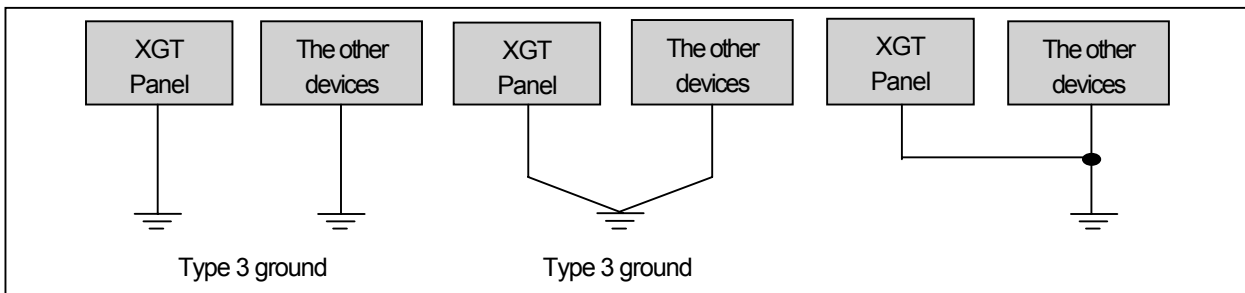 XGT
Panel
The other
devices
XGT
Panel
The other
devices
XGT
Panel
The other
devices
Type 3 ground
Type 3 ground